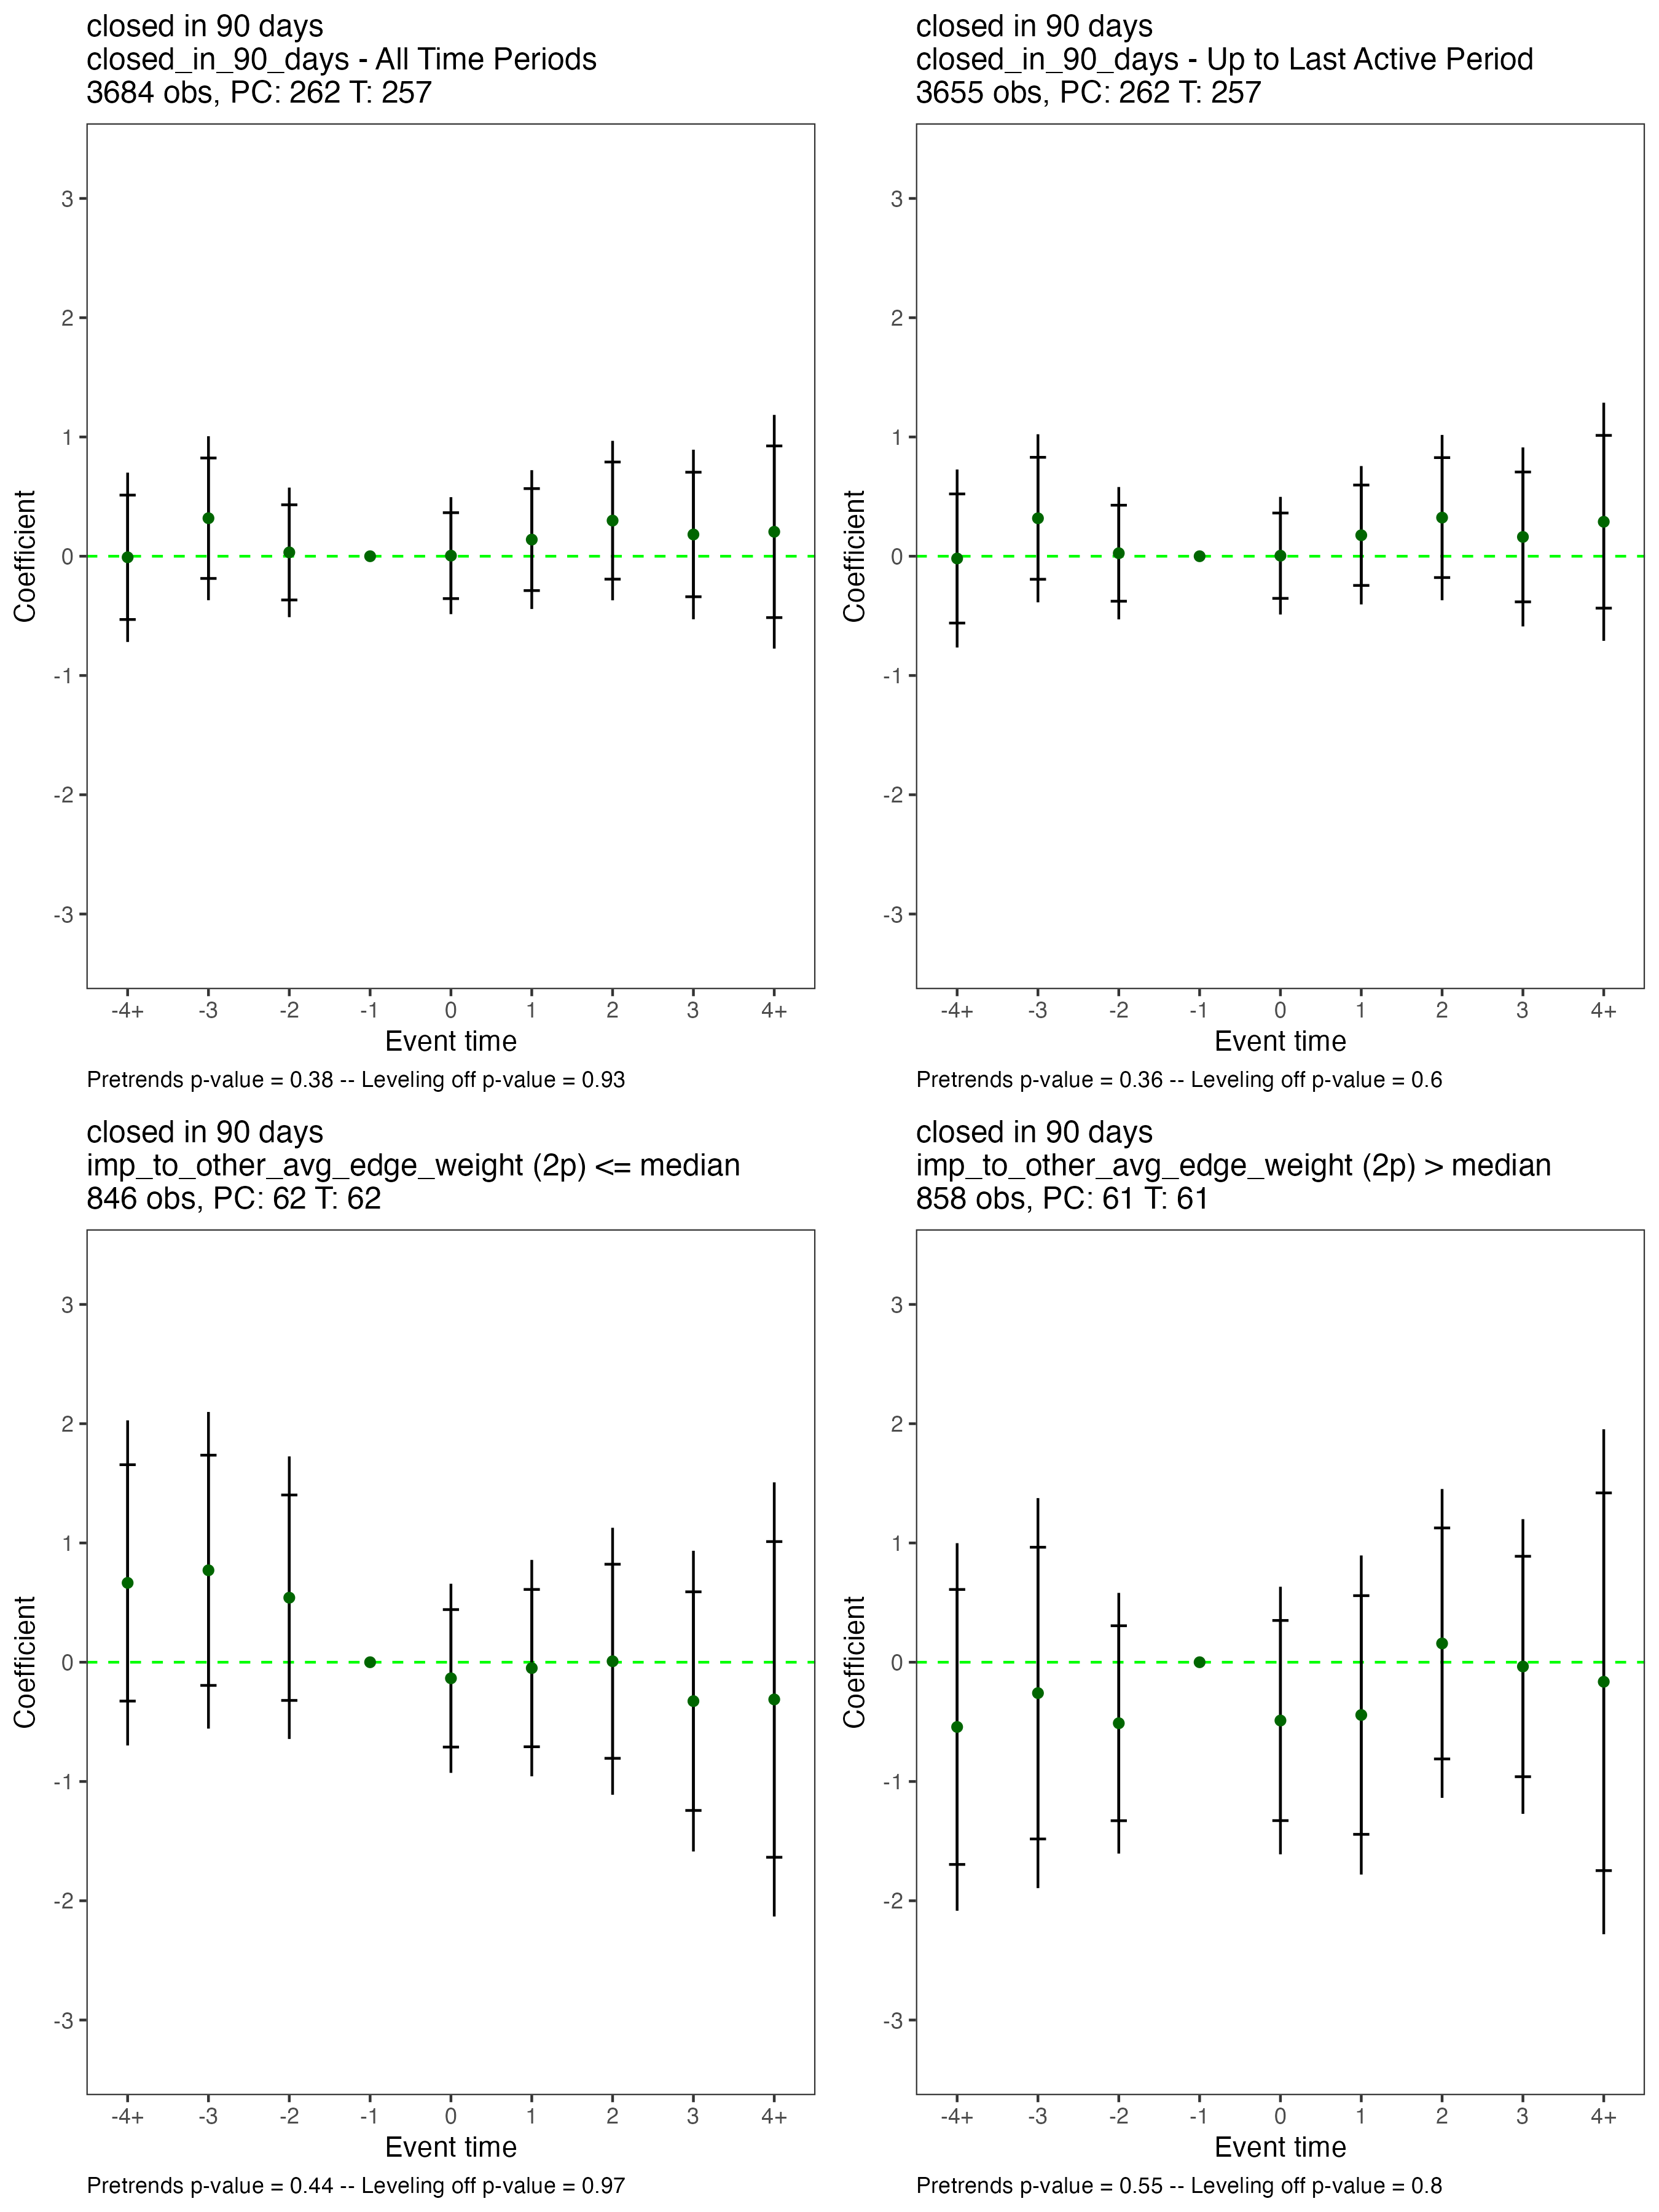 closed in 90 days
closed_in_90_days - All Time Periods
3684 obs, PC: 262 T: 257
3
2
1
0
-1
-2
-3
Coefficient
-4+ -3 -2 -1 0 1 2 3 4+
Event time
Pretrends p-value = 0.38 -- Leveling off p-value = 0.93
closed in 90 days
closed_in_90_days - Up to Last Active Period
3655 obs, PC: 262 T: 257
3
2
1
0
-1
-2
-3
Coefficient
-4+ -3 -2 -1 0 1 2 3 4+
Event time
Pretrends p-value = 0.36 -- Leveling off p-value = 0.6
closed in 90 days
imp_to_other_avg_edge_weight (2p) <= median
846 obs, PC: 62 T: 62
3
2
1
0
-1
-2
-3
Coefficient
-4+ -3 -2 -1 0 1 2 3 4+
Event time
Pretrends p-value = 0.44 -- Leveling off p-value = 0.97
closed in 90 days
imp_to_other_avg_edge_weight (2p) > median
858 obs, PC: 61 T: 61
3
2
1
0
-1
-2
-3
Coefficient
-4+ -3 -2 -1 0 1 2 3 4+
Event time
Pretrends p-value = 0.55 -- Leveling off p-value = 0.8